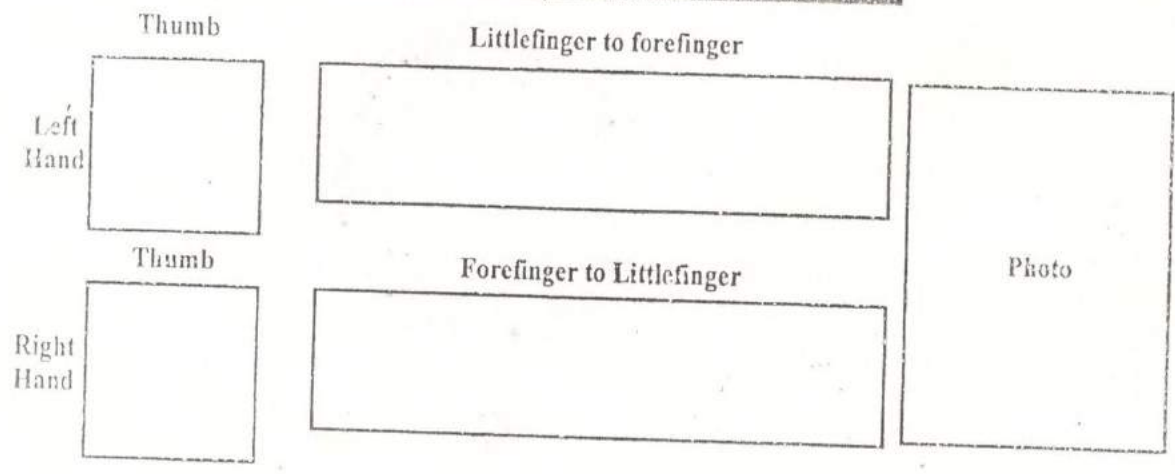 Thumb
Littlefinger to forefinger
Left
Hand
Thumb
Forefinger to Littlefinger
Photo
Right
Hand